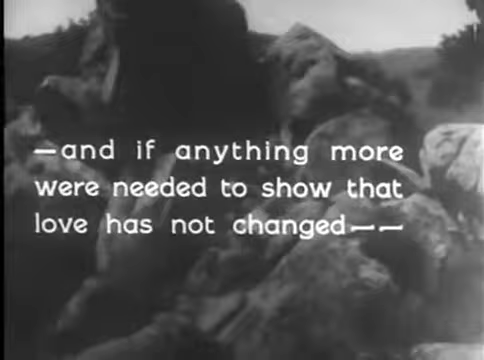 —and if anything more
were needed to show that
love has not changed——